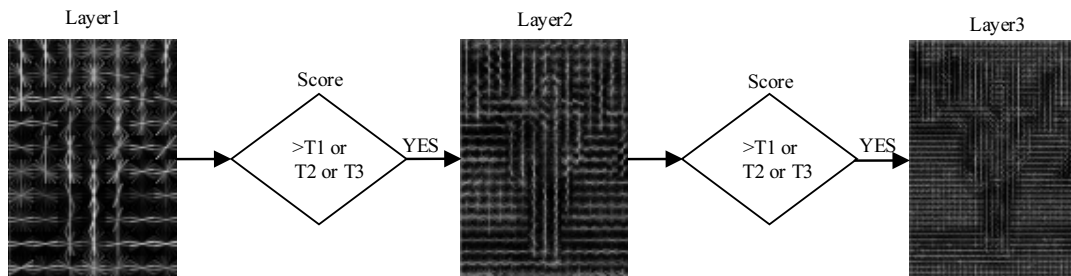 Layer1
Layer2
Layer3
Score
>T1 or
T2 or T3
YES
Score
>T1 or
T2 or T3
YES